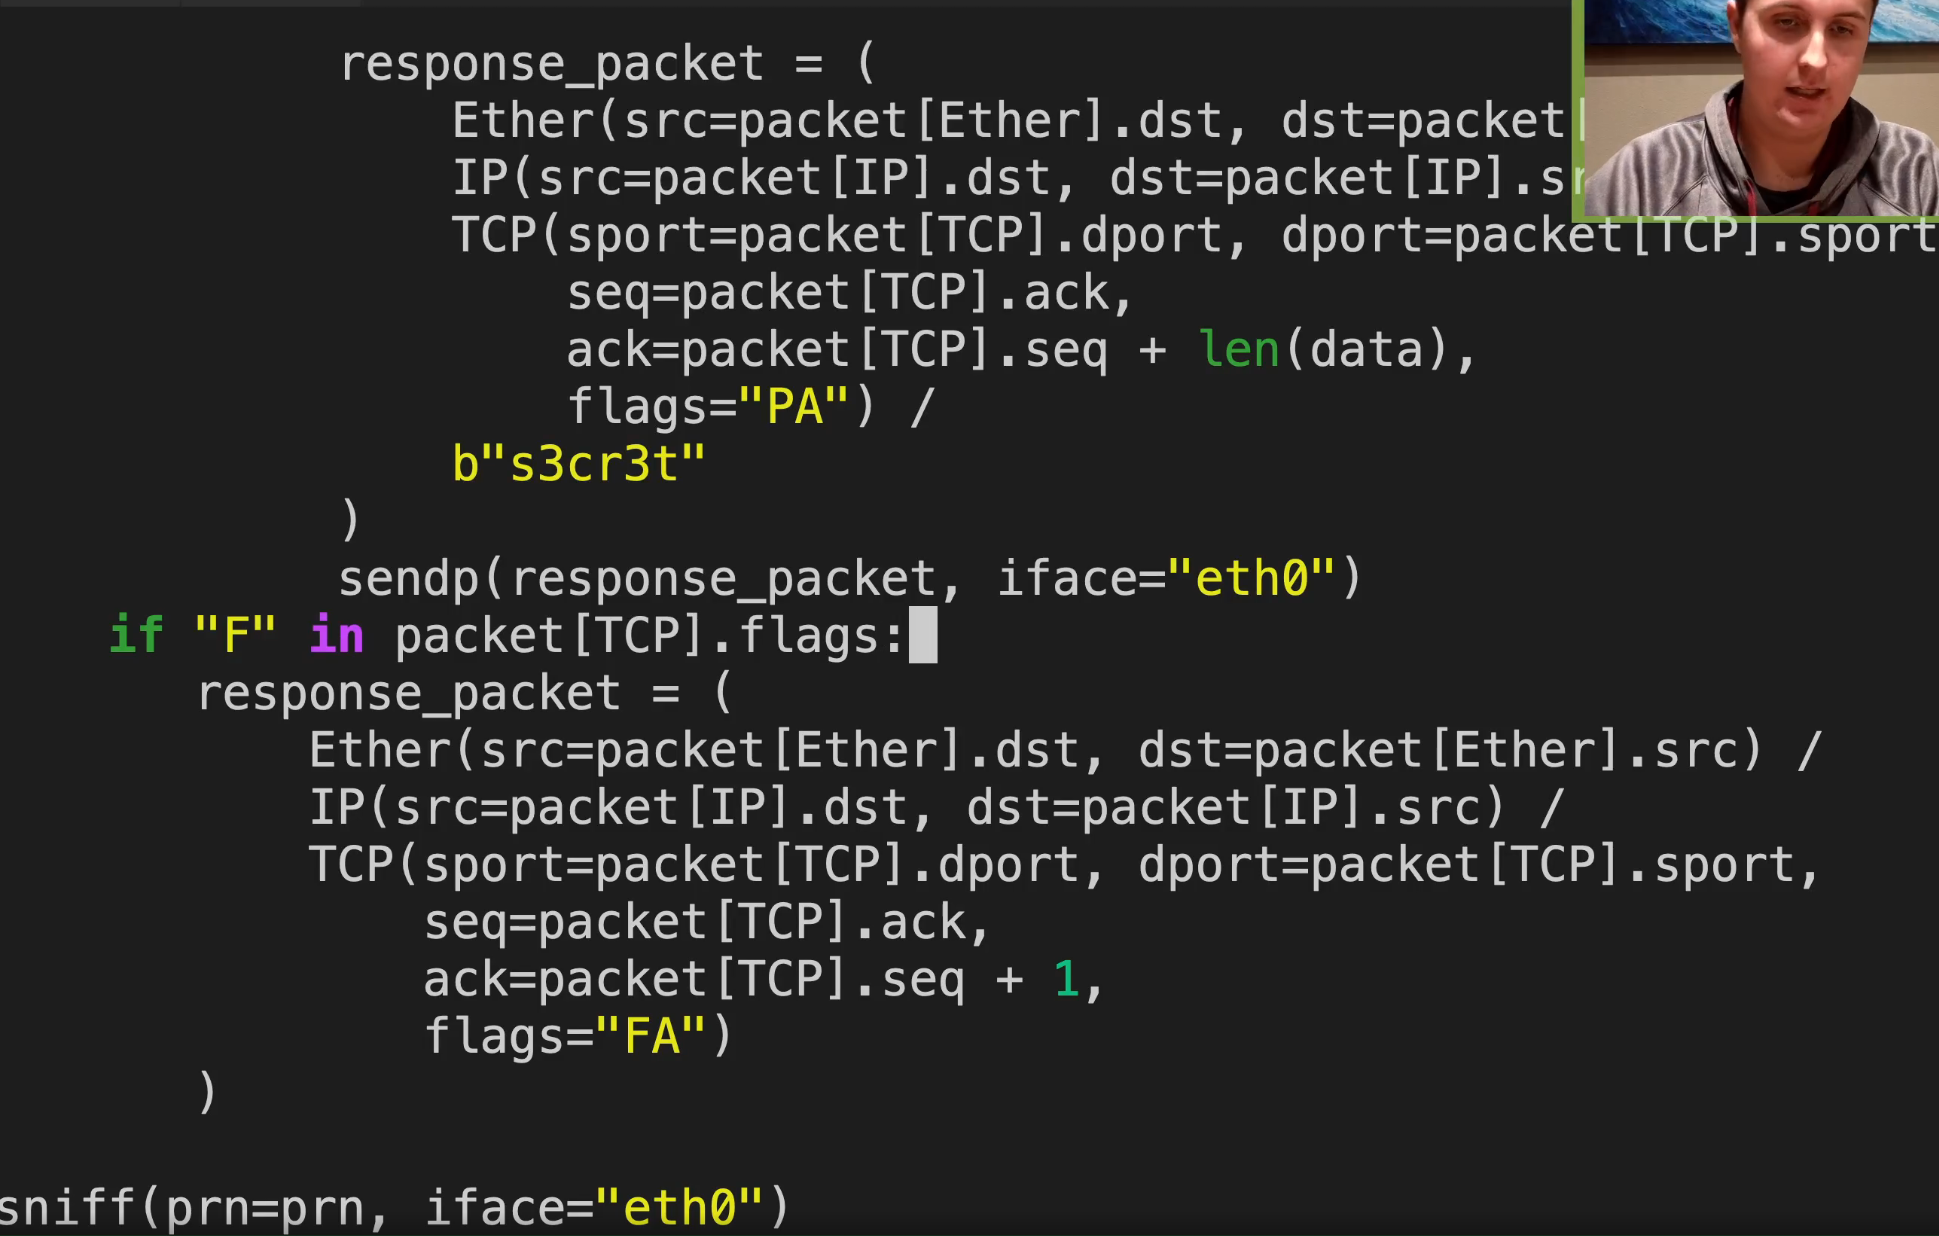 response_packet = (
Ether(src=packet[Ether].dst, dst=packet[
IP(src=packet[IP].dst, dst=packet[IP].sr
TCP(sport=packet[TCP].dport, dport=packet[TCP].sport
seq=packet[TCP].ack,
ack=packet[TCP].seq + len(data),
flags="PA") /
b"s3cr3t"
)
sendp(response_packet, iface="eth0")
if "F" in packet[TCP].flags:
response_packet = (
Ether(src=packet[Ether].dst, dst=packet[Ether].src) /
IP(src=packet[IP].dst, dst=packet[IP].src) /
TCP(sport=packet[TCP].dport, dport=packet[TCP].sport,
seq=packet[TCP].ack,
ack=packet[TCP].seq + 1,
flags="FA")
)
sniff(prn=prn, iface="eth0")